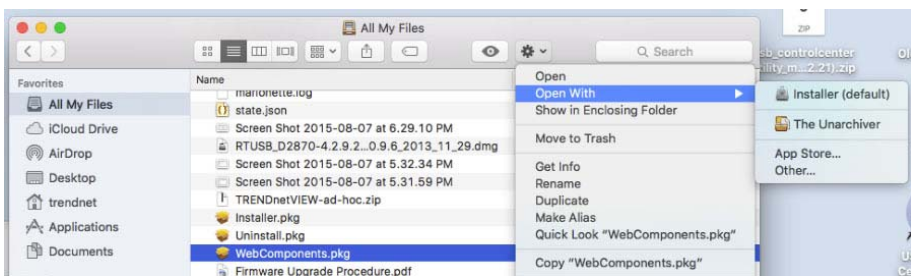 All My Files
ZIP
Search
Favorites
All My Files
iCloud Drive
AirDrop
Desktop
trendnet
Applications
Documents
Name
marionette.log
state.json
Screen Shot 2015-08-07 at 6.29.10 PM
RTUSB_D2870-4.2.9.2...0.9.6_2013_11_29.dmg
Screen Shot 2015-08-07 at 5.32.34 PM
Screen Shot 2015-08-07 at 5.31.59 PM
TRENDnetVIEW-ad-hoc.zip
Installer.pkg
Uninstall.pkg
WebComponents.pkg
Firmware Upgrade Procedure.pdf
Open
Open With
Show in Enclosing Folder
Move to Trash
Get Info
Rename
Duplicate
Make Alias
Quick Look “WebComponents.pkg”
Copy “WebComponents.pkg”
Installer (default)
The Unarchiver
App Store...
Other...
sb_controlcenter
ility_m...2.21).zip